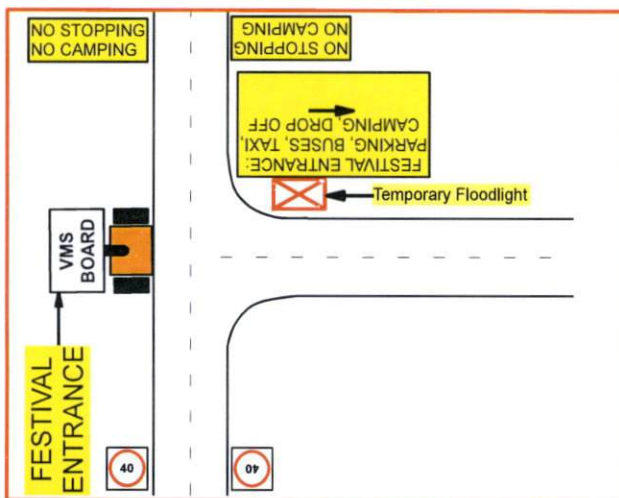 NO STOPPING
NO CAMPING
NO STOPPING
NO CAMPING
FESTIVAL ENTRANCE:
PARKING, BUSES, TAXI,
CAMPING, DROP OFF
Temporary Floodlight
VMS
BOARD
FESTIVAL
ENTRANCE
40
40